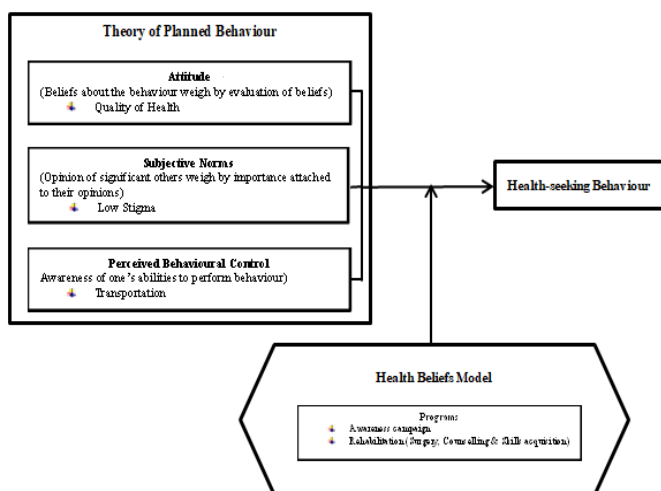 Theory of Planned Behaviour
Attitude
(Beliefs about the behaviour weigh by evaluation of beliefs)
Quality of Health
Subjective Norms
(Opinion of significant others weigh by importance attached
to their opinions)
Low Stigma
Perceived Behavioural Control
Awareness of one's abilities to perform behaviour)
Transportation
Health-seeking Behaviour
Health Beliefs Model
Programs
Awareness campaign
Rehabilitation (Surgery, Counselling & Skills acquisition)